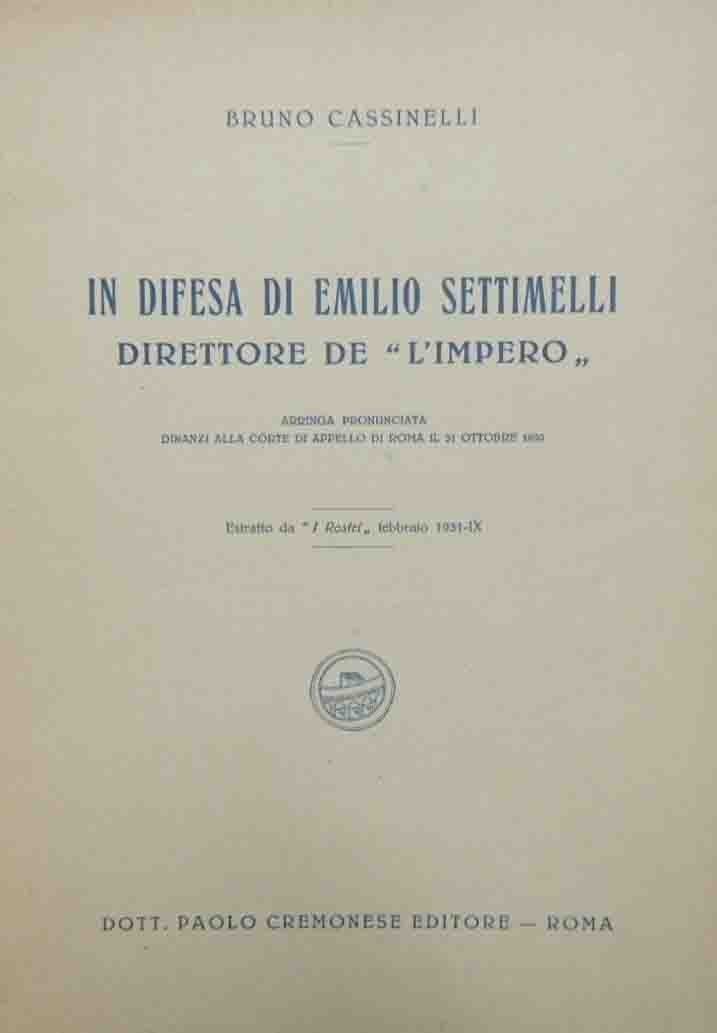 BRUNO CASSINELLI
IN DIFESA DI EMILIO SETTIMELLI
DIRETTORE DE “L'IMPERO„
ARRINGA PRONUNCIATA
DINANZI ALLA CORTE DI APPELLO DI ROMA IL 31 OTTOBRE 1930
Estratto da “I Rostri„ febbraio 1931-IX
DOTT. PAOLO CREMONESE EDITORE — ROMA